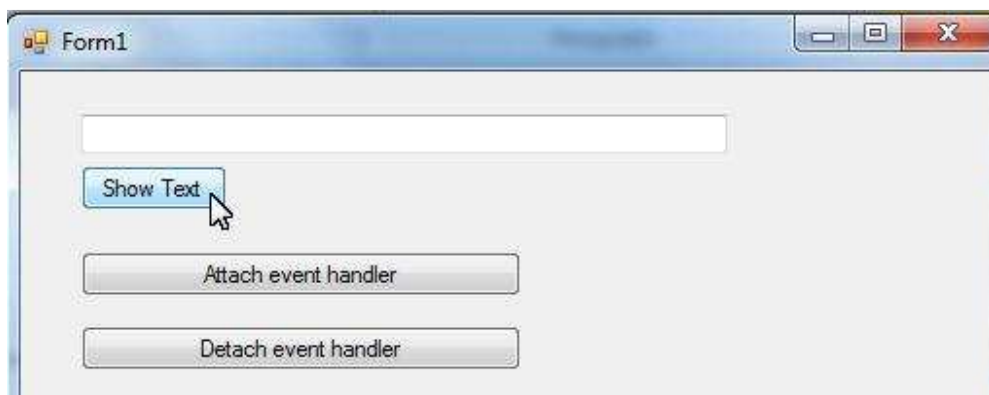 Form1
Show Text
Attach event handler
Detach event handler